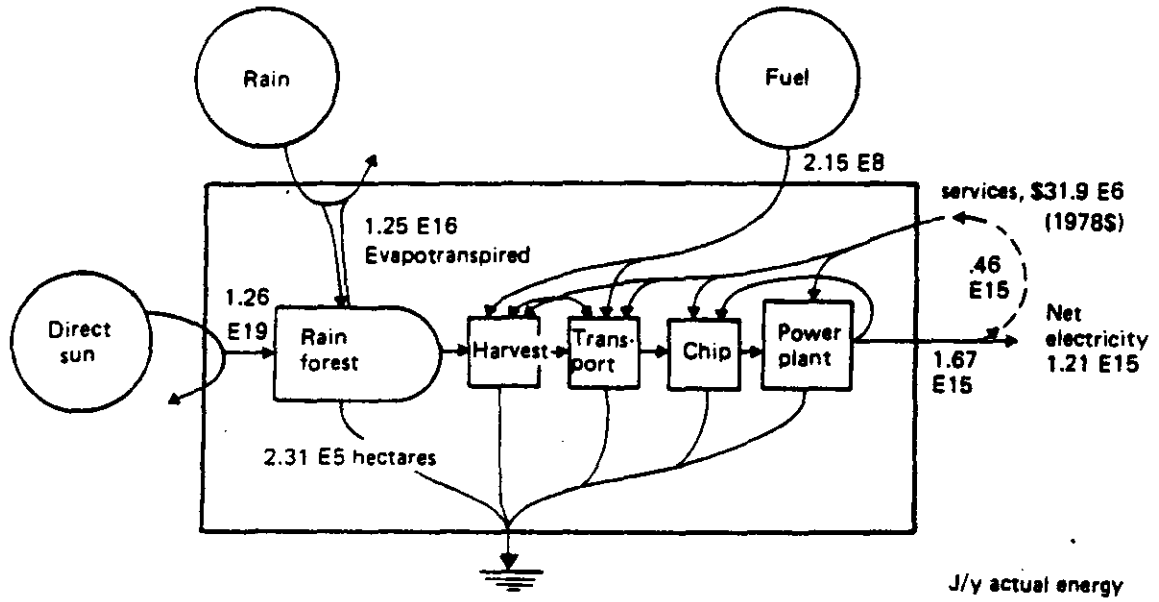 Rain
Fuel
2.15 E8
services, $31.9 E6
(1978$)
1.25 E16
Evapotranspired
.46
E15
Direct
sun
1.26
E19
Rain
forest
Harvest
Trans-
port
Chip
Power
plant
Net
electricity
1.21 E15
1.67
E15
2.31 E5 hectares
J/y actual energy